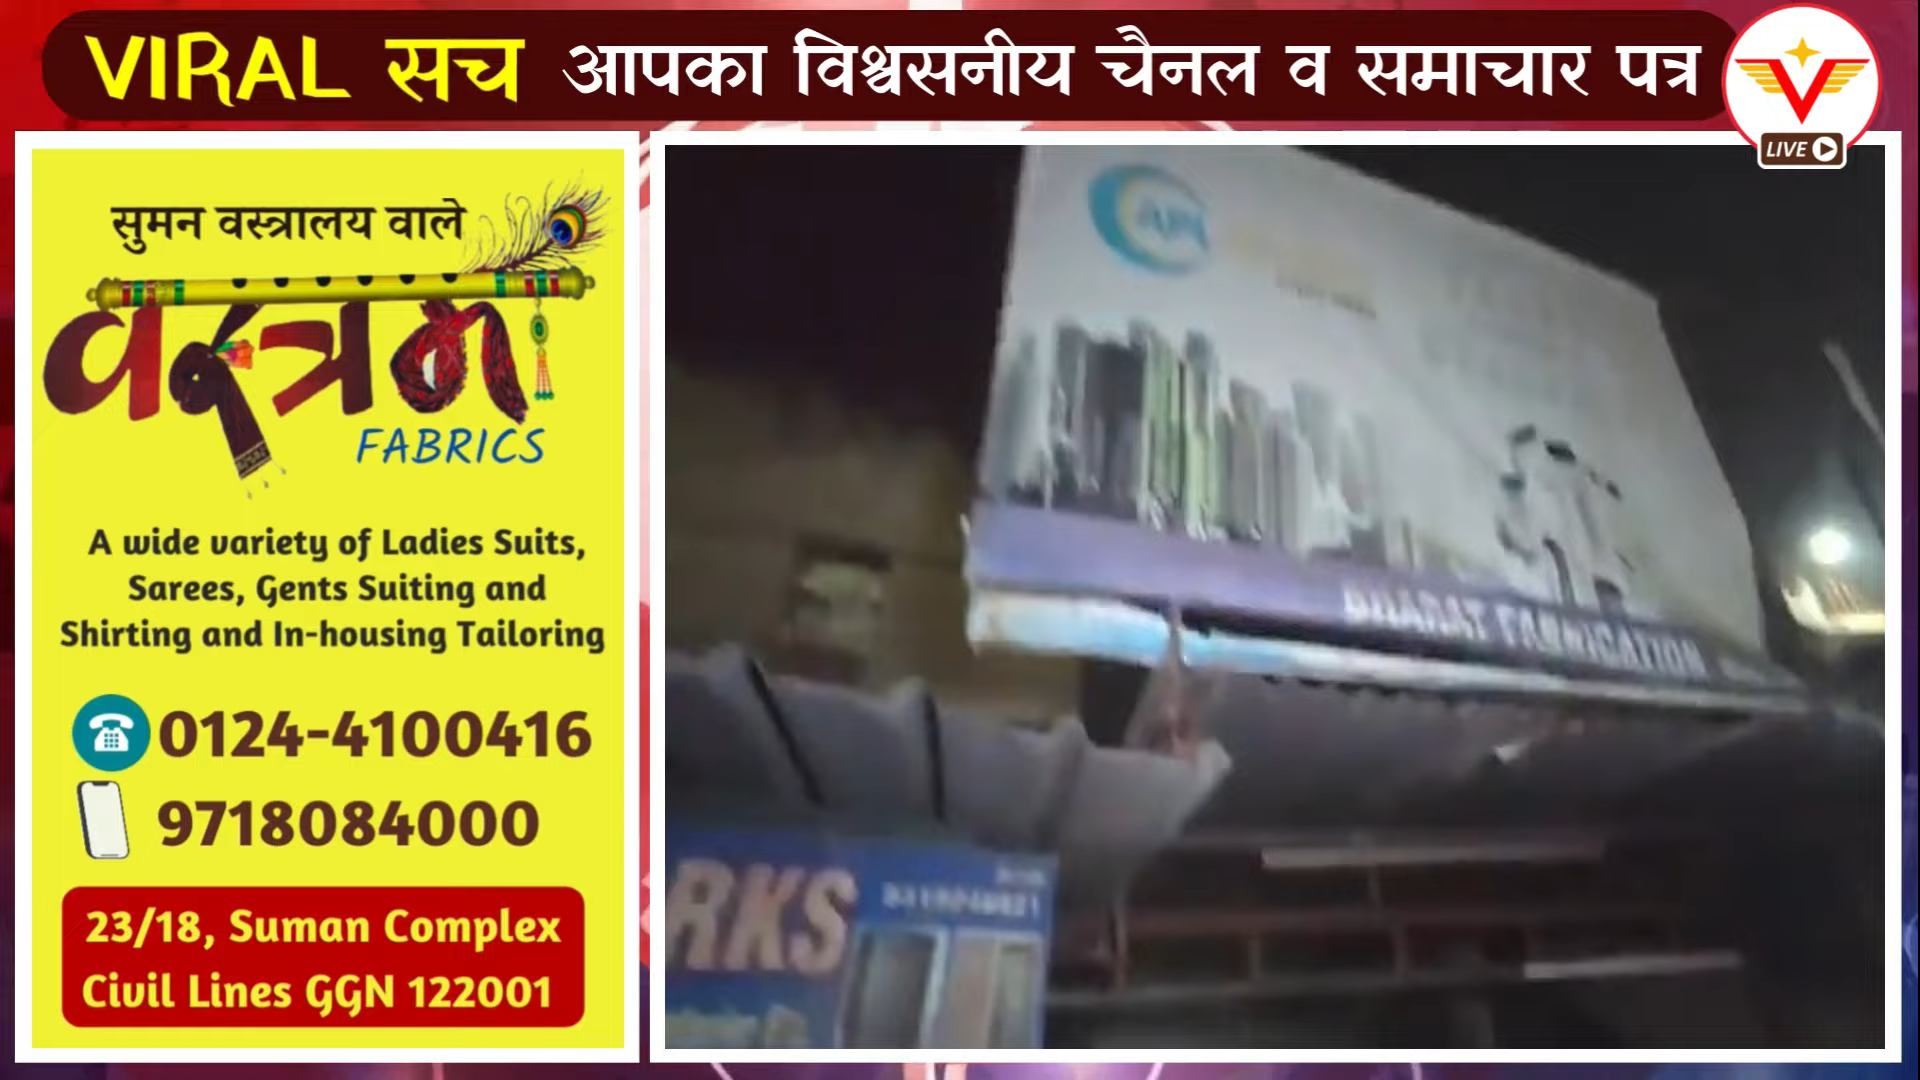 VIRAL सच आपका विश्वसनीय चैनल व समाचार पत्र
LIVE
सुमन वस्त्रालय वाले
वस्त्रम
FABRICS
A wide variety of Ladies Suits,
Sarees, Gents Suiting and
Shirting and In-housing Tailoring
0124-4100416
9718084000
23/18, Suman Complex
Civil Lines GGN 122001
BHARAT FABRICATION
RKS